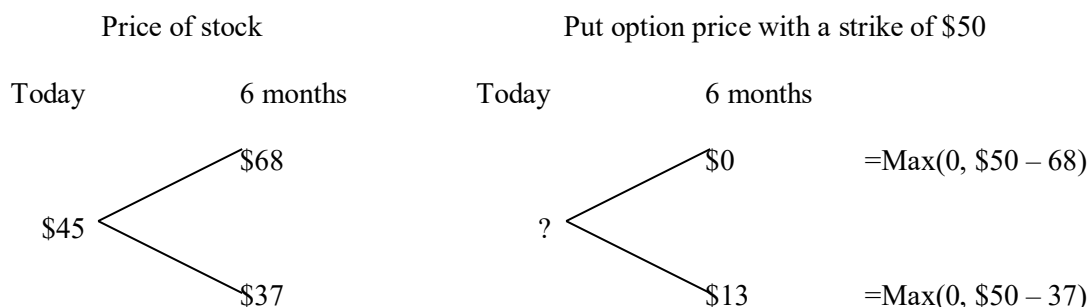 Price of stock Put option price with a strike of $50
Today 6 months Today 6 months
$68 $0 =Max(0, $50 – 68)
$45 ?
$37 $13 =Max(0, $50 – 37)